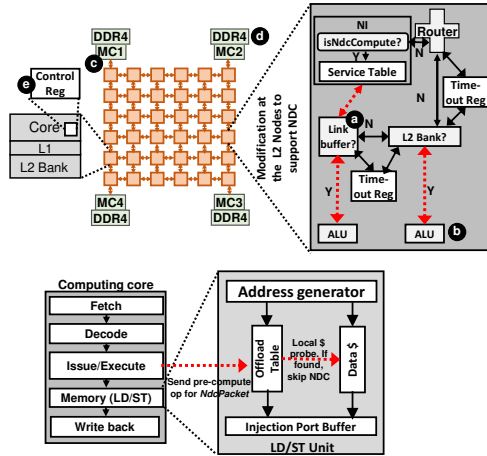 DDR4
MC1
DDR4
MC2
d
c
e
Control
Reg
Core
L1
L2 Bank
MC4
DDR4
MC3
DDR4
Modification at
the L2 Nodes to
support NDC
NI
isNdcCompute?
Y
Service Table
Router
N
N
Time-
out Reg
a
Link
buffer?
N
L2 Bank?
Time-
out Reg
Y
Y
ALU
ALU
b
Computing core
Fetch
Decode
Issue/Execute
Memory (LD/ST)
Write back
Send pre-compute
op for NdcPacket
Address generator
Offload
Table
Local $
probe. If
found,
skip NDC
Data $
Injection Port Buffer
LD/ST Unit